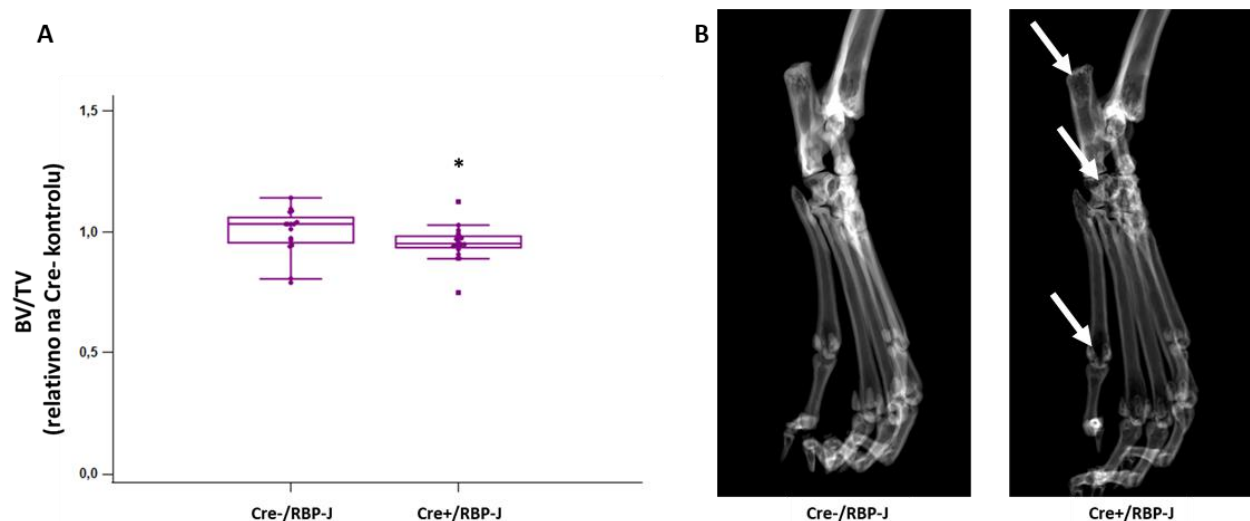 A
B
1,5
1,0
0,5
0,0
BV/TV
(relativno na Cre- kontrolu)
*
Cre-/RBP-J
Cre+/RBP-J
Cre-/RBP-J
Cre+/RBP-J